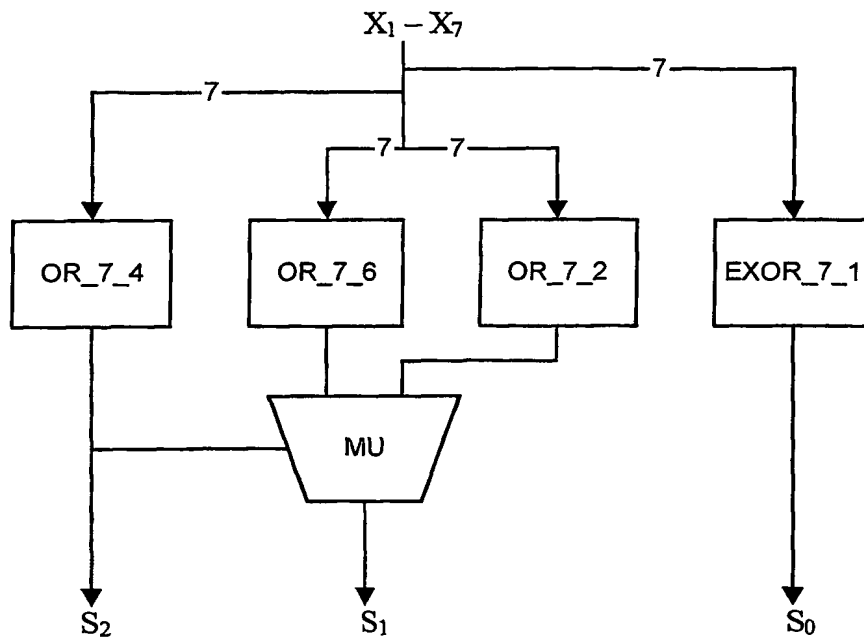 X₁ – X₇
7
7
7 7
OR_7_4 OR_7_6 OR_7_2 EXOR_7_1
MU
S₂ S₁ S₀